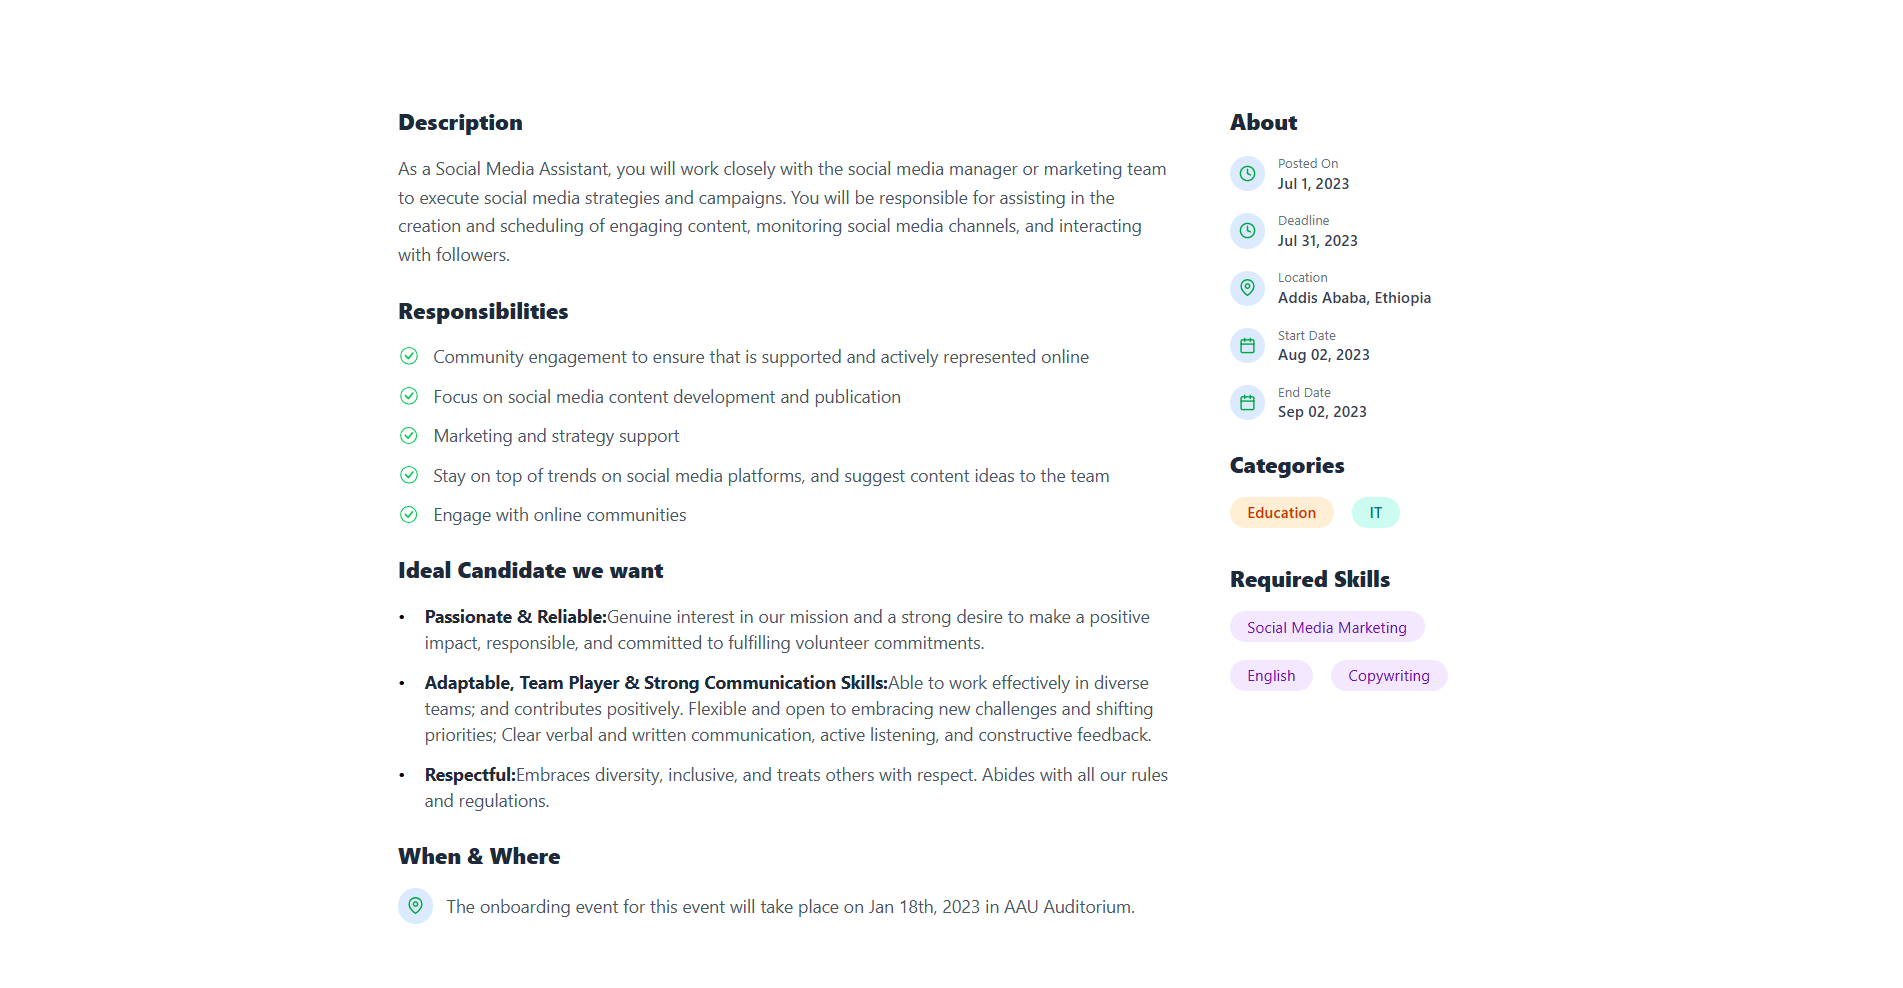 Description
As a Social Media Assistant, you will work closely with the social media manager or marketing team
to execute social media strategies and campaigns. You will be responsible for assisting in the
creation and scheduling of engaging content, monitoring social media channels, and interacting
with followers.
Responsibilities
Community engagement to ensure that is supported and actively represented online
Focus on social media content development and publication
Marketing and strategy support
Stay on top of trends on social media platforms, and suggest content ideas to the team
Engage with online communities
Ideal Candidate we want
• Passionate & Reliable:Genuine interest in our mission and a strong desire to make a positive
impact, responsible, and committed to fulfilling volunteer commitments.
• Adaptable, Team Player & Strong Communication Skills:Able to work effectively in diverse
teams; and contributes positively. Flexible and open to embracing new challenges and shifting
priorities; Clear verbal and written communication, active listening, and constructive feedback.
• Respectful:Embraces diversity, inclusive, and treats others with respect. Abides with all our rules
and regulations.
When & Where
The onboarding event for this event will take place on Jan 18th, 2023 in AAU Auditorium.
About
Posted On
Jul 1, 2023
Deadline
Jul 31, 2023
Location
Addis Ababa, Ethiopia
Start Date
Aug 02, 2023
End Date
Sep 02, 2023
Categories
Education IT
Required Skills
Social Media Marketing
English Copywriting